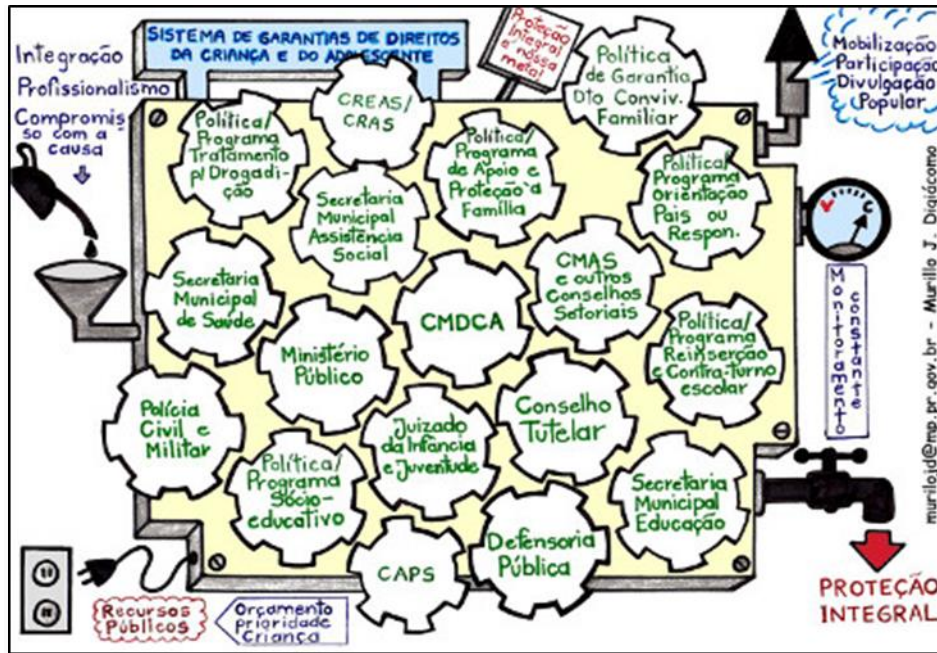 Integração
Profissionalismo
Compromis
so com a
causa
SISTEMA DE GARANTIAS DE DIREITOS
DA CRIANÇA E DO ADOLESCENTE
Proteção
Integral
é nossa
meta!
Política
de Garantia
Dto Conviv.
Familiar
Mobilização
Participação
Divulgação
Popular
CREAS/
CRAS
Política/
Programa
Tratamento
p/ Drogadi-
ção
Política/
Programa
de Apoio e
Proteção à
Família
Política/
Programa
Orientação
Pais ou
Respon.
Secretaria
Municipal
Assistência
Social
CMAS
e outros
Conselhos
Setoriais
Secretaria
Municipal
de Saúde
CMDCA
Política/
Programa
Reinserção
e Contra-turno
escolar
Ministério
Público
Polícia
Civil e
Militar
Juizado
da Infância
e Juventude
Conselho
Tutelar
Política/
Programa
Sócio-
educativo
Secretaria
Municipal
Educação
CAPS
Defensoria
Pública
V C
Monitoramento
constante
Recursos
Públicos
Orçamento
prioridade
Criança
PROTEÇÃO
INTEGRAL
murilojd@mp.pr.gov.br - Murillo J. Digiácomo